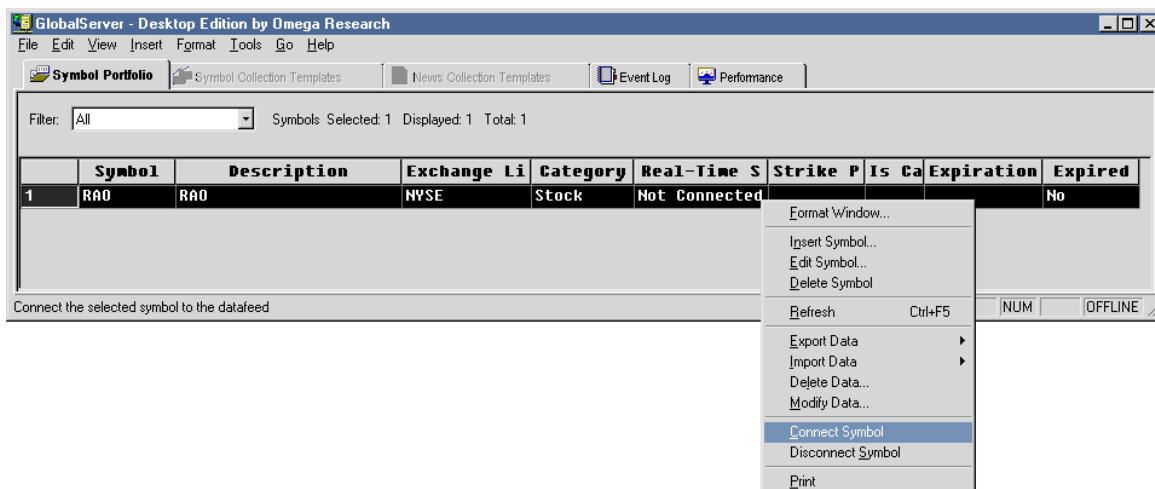 GlobalServer - Desktop Edition by Omega Research
File Edit View Insert Format Tools Go Help
Symbol Portfolio Symbol Collection Templates News Collection Templates Event Log Performance
Filter: All Symbols Selected: 1 Displayed: 1 Total: 1
Symbol Description Exchange Li Category Real-Time S Strike P Is Ca Expiration Expired
1 RAO RAO NYSE Stock Not Connected No
Format Window...
Insert Symbol...
Edit Symbol...
Delete Symbol
Connect the selected symbol to the datafeed NUM OFFLINE
Refresh Ctrl+F5
Export Data
Import Data
Delete Data...
Modify Data...
Connect Symbol
Disconnect Symbol
Print